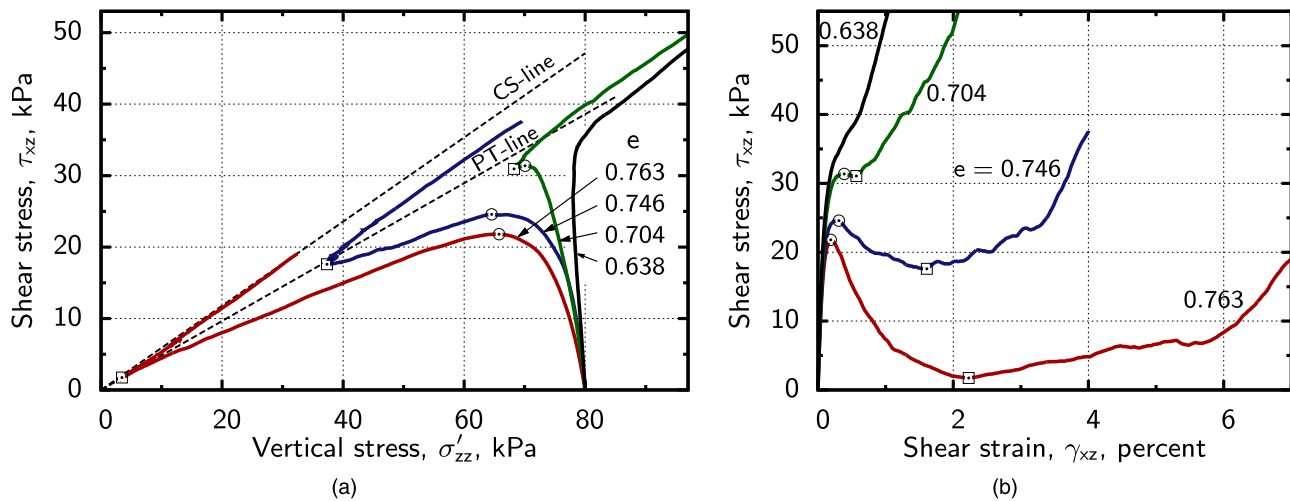 50
40
30
20
10
0
Shear stress, τxz, kPa
0
20
40
60
80
Vertical stress, σ′zz, kPa
CS-line
PT-line
e
0.763
0.746
0.704
0.638
(a)
50
40
30
20
10
0
Shear stress, τxz, kPa
0
2
4
6
Shear strain, γxz, percent
0.638
0.704
e = 0.746
0.763
(b)